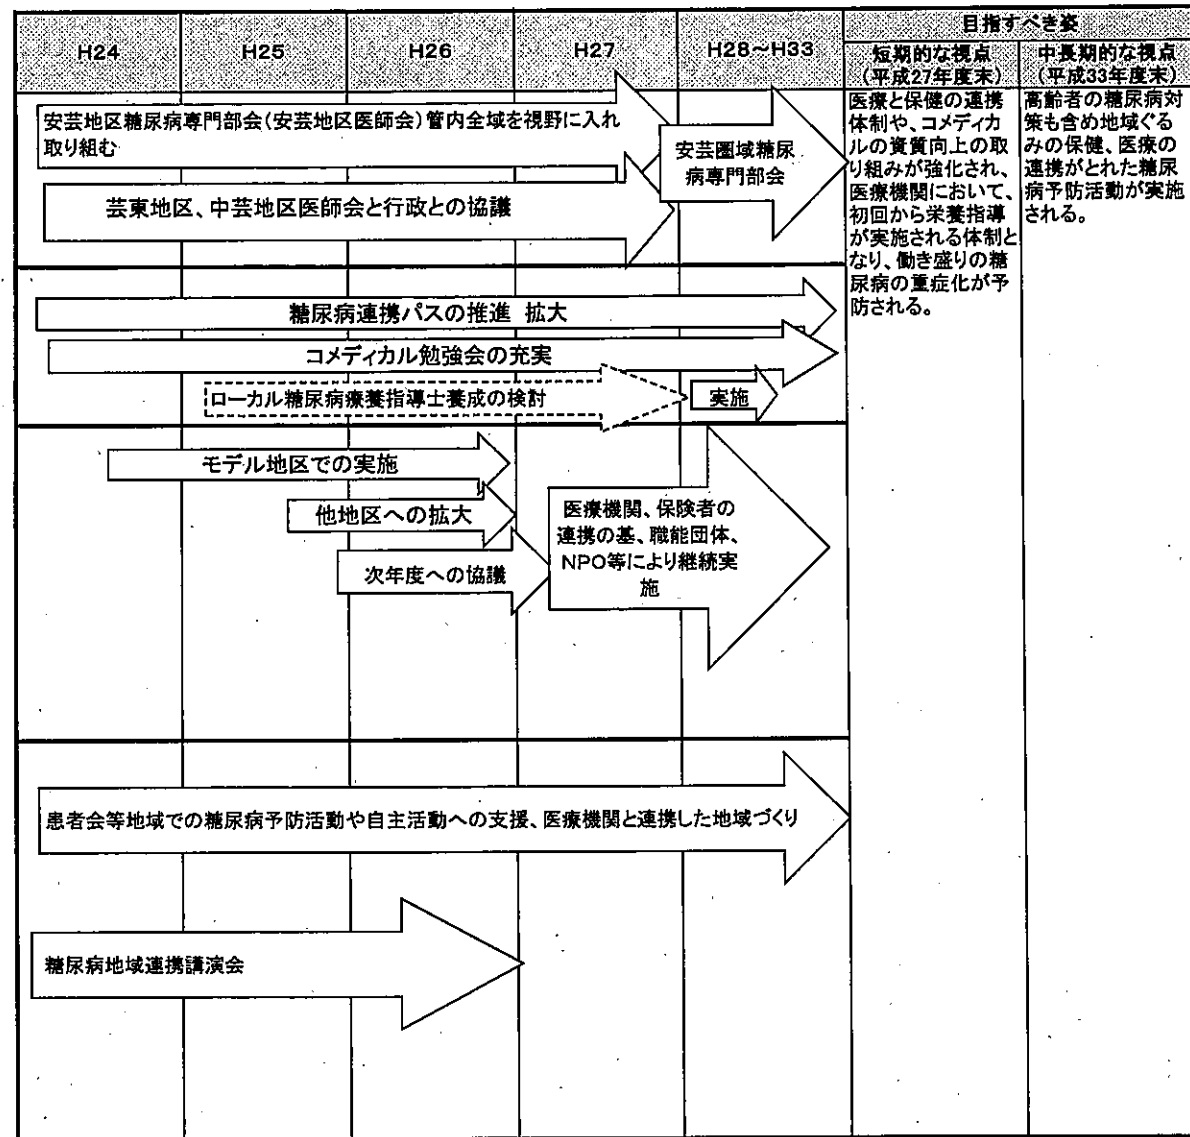 H24
H25
H26
H27
H28～H33
目指すべき姿
短期的な視点
(平成27年度末)
中長期的な視点
(平成33年度末)
安芸地区糖尿病専門部会(安芸地区医師会)管内全域を視野に入れ
取り組む
芸東地区、中芸地区医師会と行政との協議
安芸圏域糖尿
病専門部会
医療と保健の連携
体制や、コメディカ
ルの資質向上の取
り組みが強化され、
医療機関において、
初回から栄養指導
が実施される体制と
なり、働き盛りの糖
尿病の重症化が予
防される。
高齢者の糖尿病対
策も含め地域ぐる
みの保健、医療の
連携がとれた糖尿
病予防活動が実施
される。
糖尿病連携パスの推進 拡大
コメディカル勉強会の充実
ローカル糖尿病療養指導士養成の検討
実施
モデル地区での実施
他地区への拡大
次年度への協議
医療機関、保険者の
連携の基、職能団体、
NPO等により継続実
施
患者会等地域での糖尿病予防活動や自主活動への支援、医療機関と連携した地域づくり
糖尿病地域連携講演会